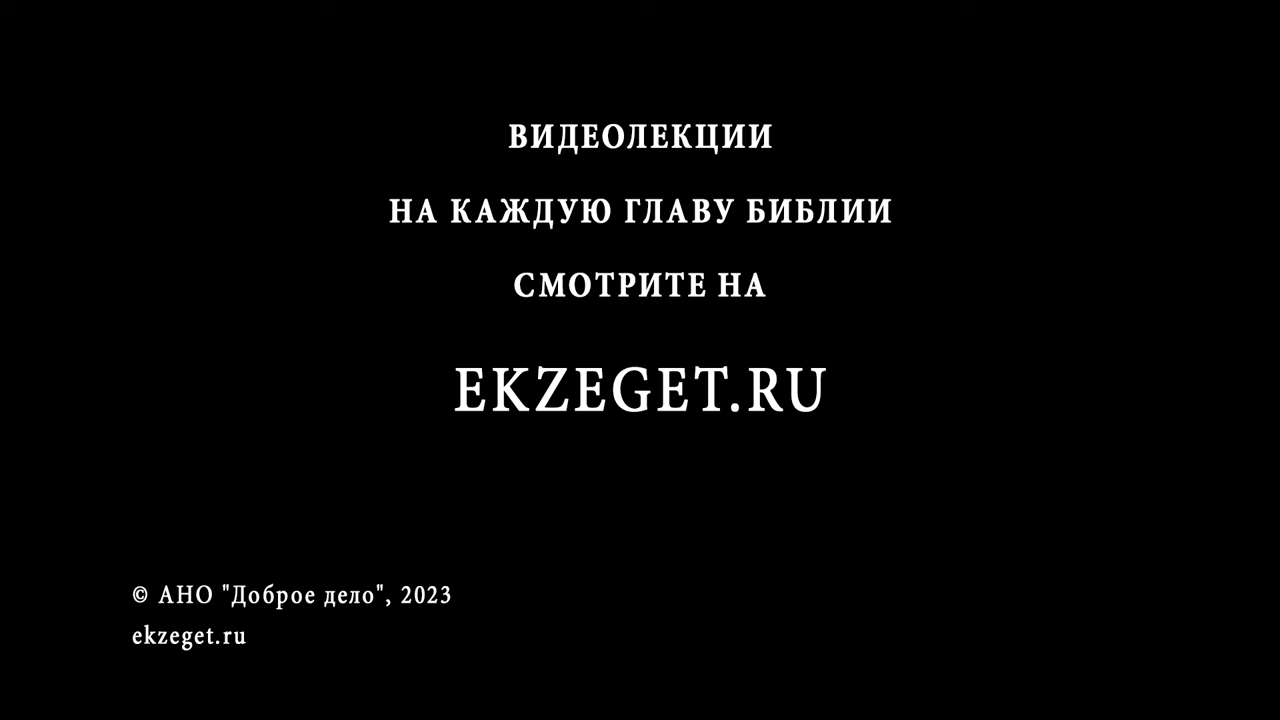 ВИДЕОЛЕКЦИИ
НА КАЖДУЮ ГЛАВУ БИБЛИИ
СМОТРИТЕ НА
EKZEGET.RU
© АНО "Доброе дело", 2023
ekzeget.ru